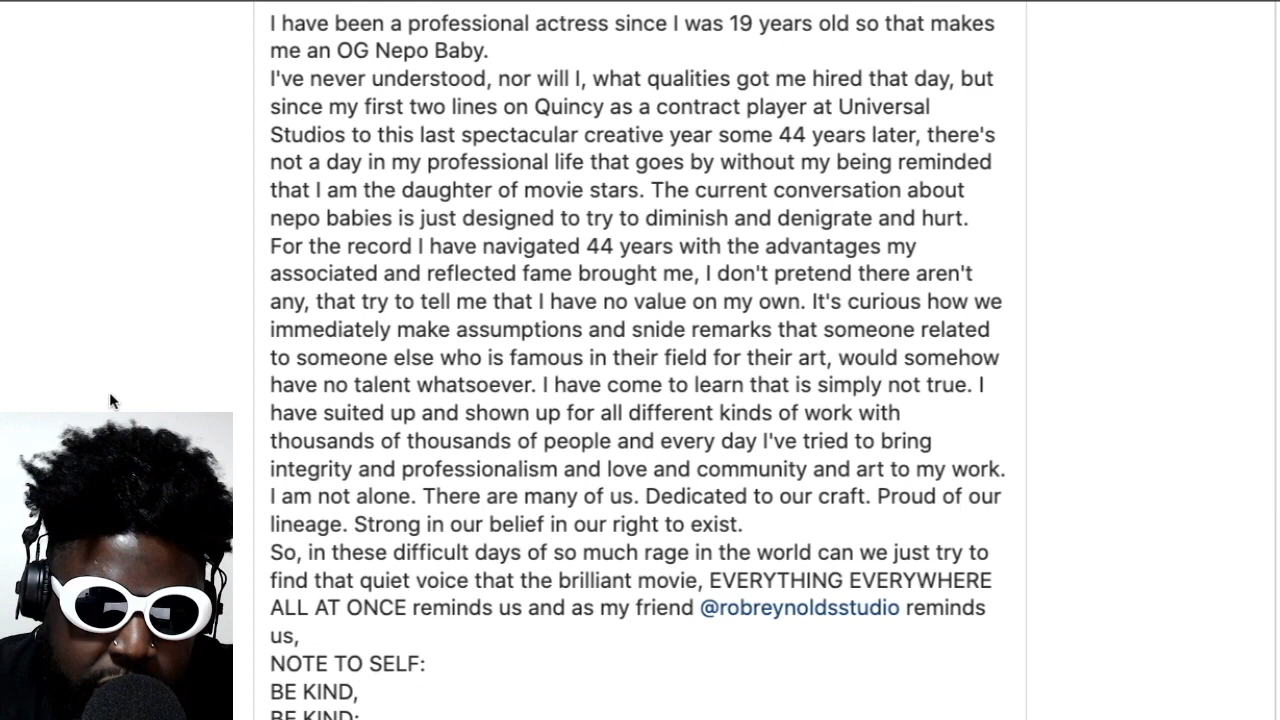 I have been a professional actress since I was 19 years old so that makes
me an OG Nepo Baby.
I've never understood, nor will I, what qualities got me hired that day, but
since my first two lines on Quincy as a contract player at Universal
Studios to this last spectacular creative year some 44 years later, there's
not a day in my professional life that goes by without my being reminded
that I am the daughter of movie stars. The current conversation about
nepo babies is just designed to try to diminish and denigrate and hurt.
For the record I have navigated 44 years with the advantages my
associated and reflected fame brought me, I don't pretend there aren't
any, that try to tell me that I have no value on my own. It's curious how we
immediately make assumptions and snide remarks that someone related
to someone else who is famous in their field for their art, would somehow
have no talent whatsoever. I have come to learn that is simply not true. I
have suited up and shown up for all different kinds of work with
thousands of thousands of people and every day I've tried to bring
integrity and professionalism and love and community and art to my work.
I am not alone. There are many of us. Dedicated to our craft. Proud of our
lineage. Strong in our belief in our right to exist.
So, in these difficult days of so much rage in the world can we just try to
find that quiet voice that the brilliant movie, EVERYTHING EVERYWHERE
ALL AT ONCE reminds us and as my friend @robreynoldsstudio reminds
us,
NOTE TO SELF:
BE KIND,
BE KIND;